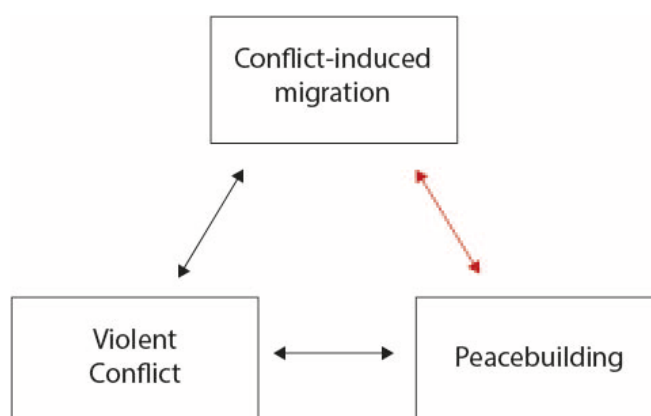 Conflict-induced
migration
Violent
Conflict
Peacebuilding